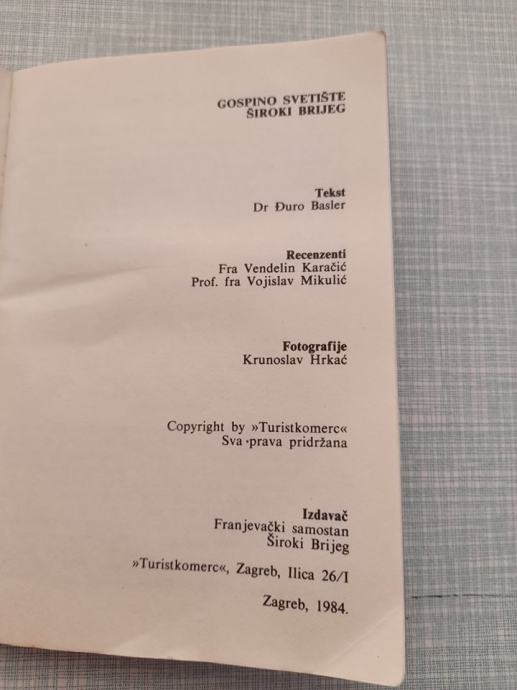 GOSPINO SVETIŠTE
ŠIROKI BRIJEG
Tekst
Dr Đuro Basler
Recenzenti
Fra Vendelin Karačić
Prof. fra Vojislav Mikulić
Fotografije
Krunoslav Hrkać
Copyright by »Turistkomerc«
Sva prava pridržana
Izdavač
Franjevački samostan
Široki Brijeg
»Turistkomerc«, Zagreb, Ilica 26/I
Zagreb, 1984.